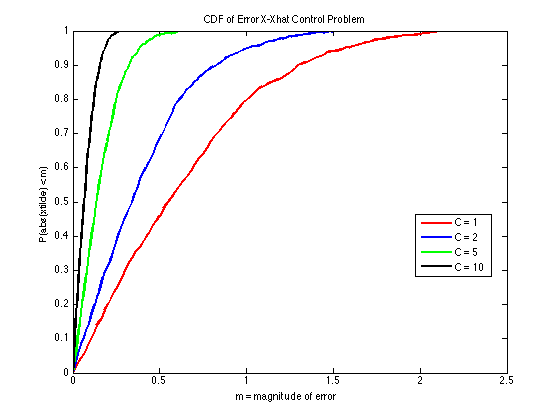 CDF of Error X-Xhat Control Problem
1
0.9
0.8
0.7
0.6
0.5
0.4
0.3
0.2
0.1
0
P(abs(xtilde) <m)
C = 1
C = 2
C = 5
C = 10
0 0.5 1 1.5 2 2.5
m = magnitude of error